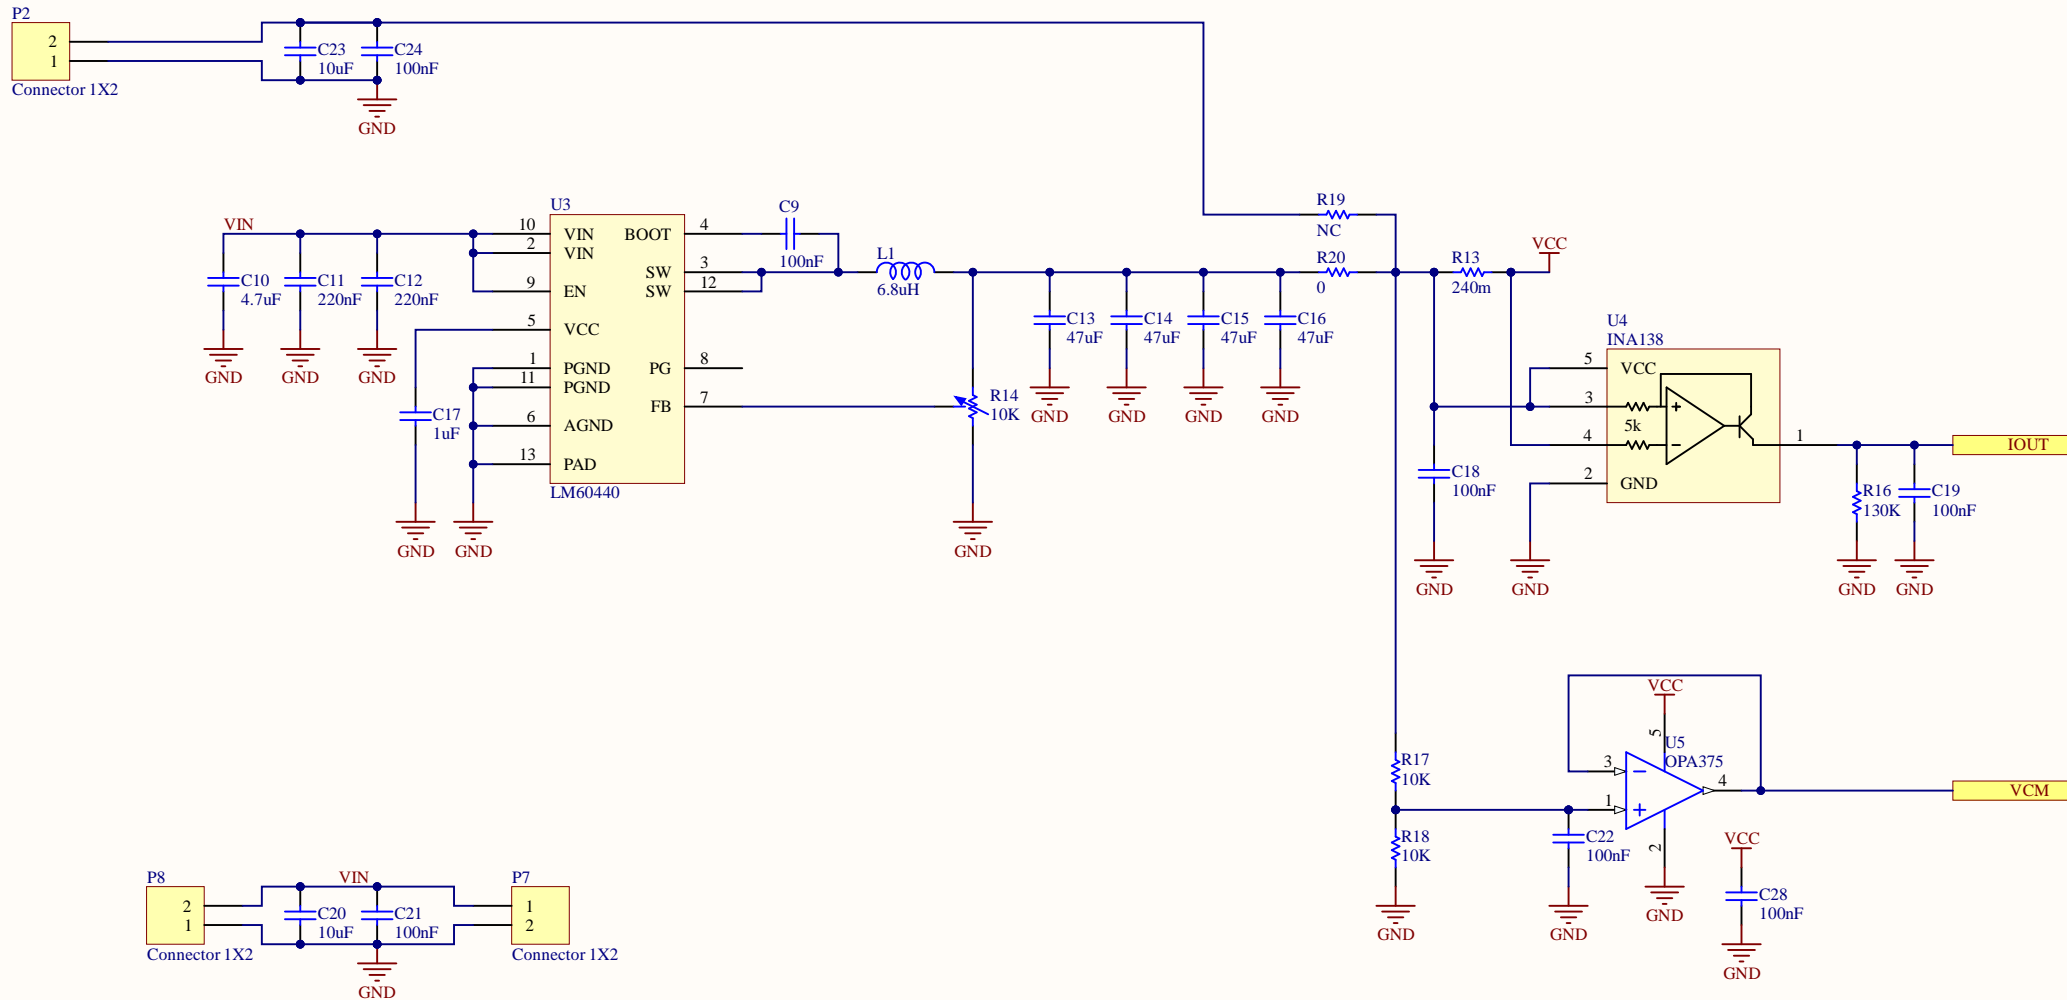 P2
2
1
Connector 1X2
C23
10uF
C24
100nF
GND
VIN
C10
4.7uF
C11
220nF
C12
220nF
GND
GND
GND
C17
1uF
GND
GND
U3
10
VIN
2
VIN
9
EN
5
VCC
1
PGND
11
PGND
6
AGND
13
PAD
BOOT
4
SW
3
SW
12
PG
8
FB
7
LM60440
C9
100nF
L1
6.8uH
R14
10K
GND
C13
47uF
C14
47uF
C15
47uF
C16
47uF
GND
GND
GND
GND
R19
NC
R20
0
R13
240m
VCC
U4
INA138
5
VCC
3
+
5k
4
−
2
GND
1
C18
100nF
GND
GND
IOUT
R16
130K
C19
100nF
GND
GND
R17
10K
R18
10K
GND
C22
100nF
GND
VCC
5
U5
OPA375
3
−
1
+
4
2
GND
VCM
VCC
C28
100nF
GND
P8
2
1
Connector 1X2
VIN
C20
10uF
C21
100nF
GND
P7
1
2
Connector 1X2